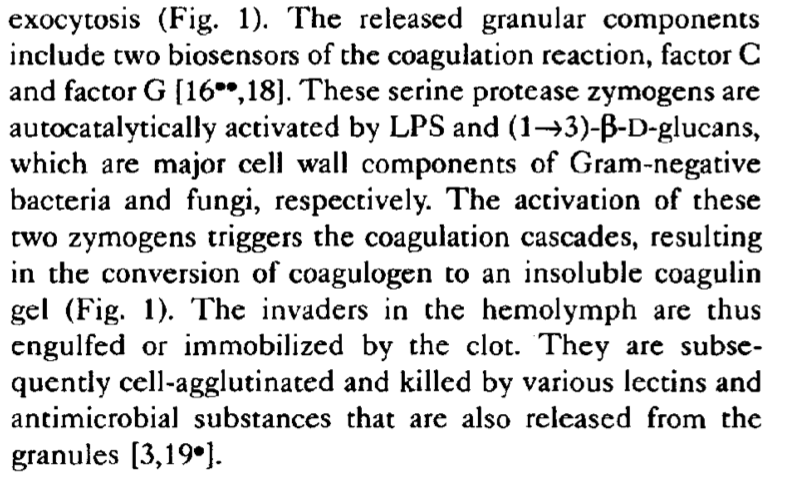 exocytosis (Fig. 1). The released granular components
include two biosensors of the coagulation reaction, factor C
and factor G [16••,18]. These serine protease zymogens are
autocatalytically activated by LPS and (1→3)-β-D-glucans,
which are major cell wall components of Gram-negative
bacteria and fungi, respectively. The activation of these
two zymogens triggers the coagulation cascades, resulting
in the conversion of coagulogen to an insoluble coagulin
gel (Fig. 1). The invaders in the hemolymph are thus
engulfed or immobilized by the clot. They are subse-
quently cell-agglutinated and killed by various lectins and
antimicrobial substances that are also released from the
granules [3,19•].